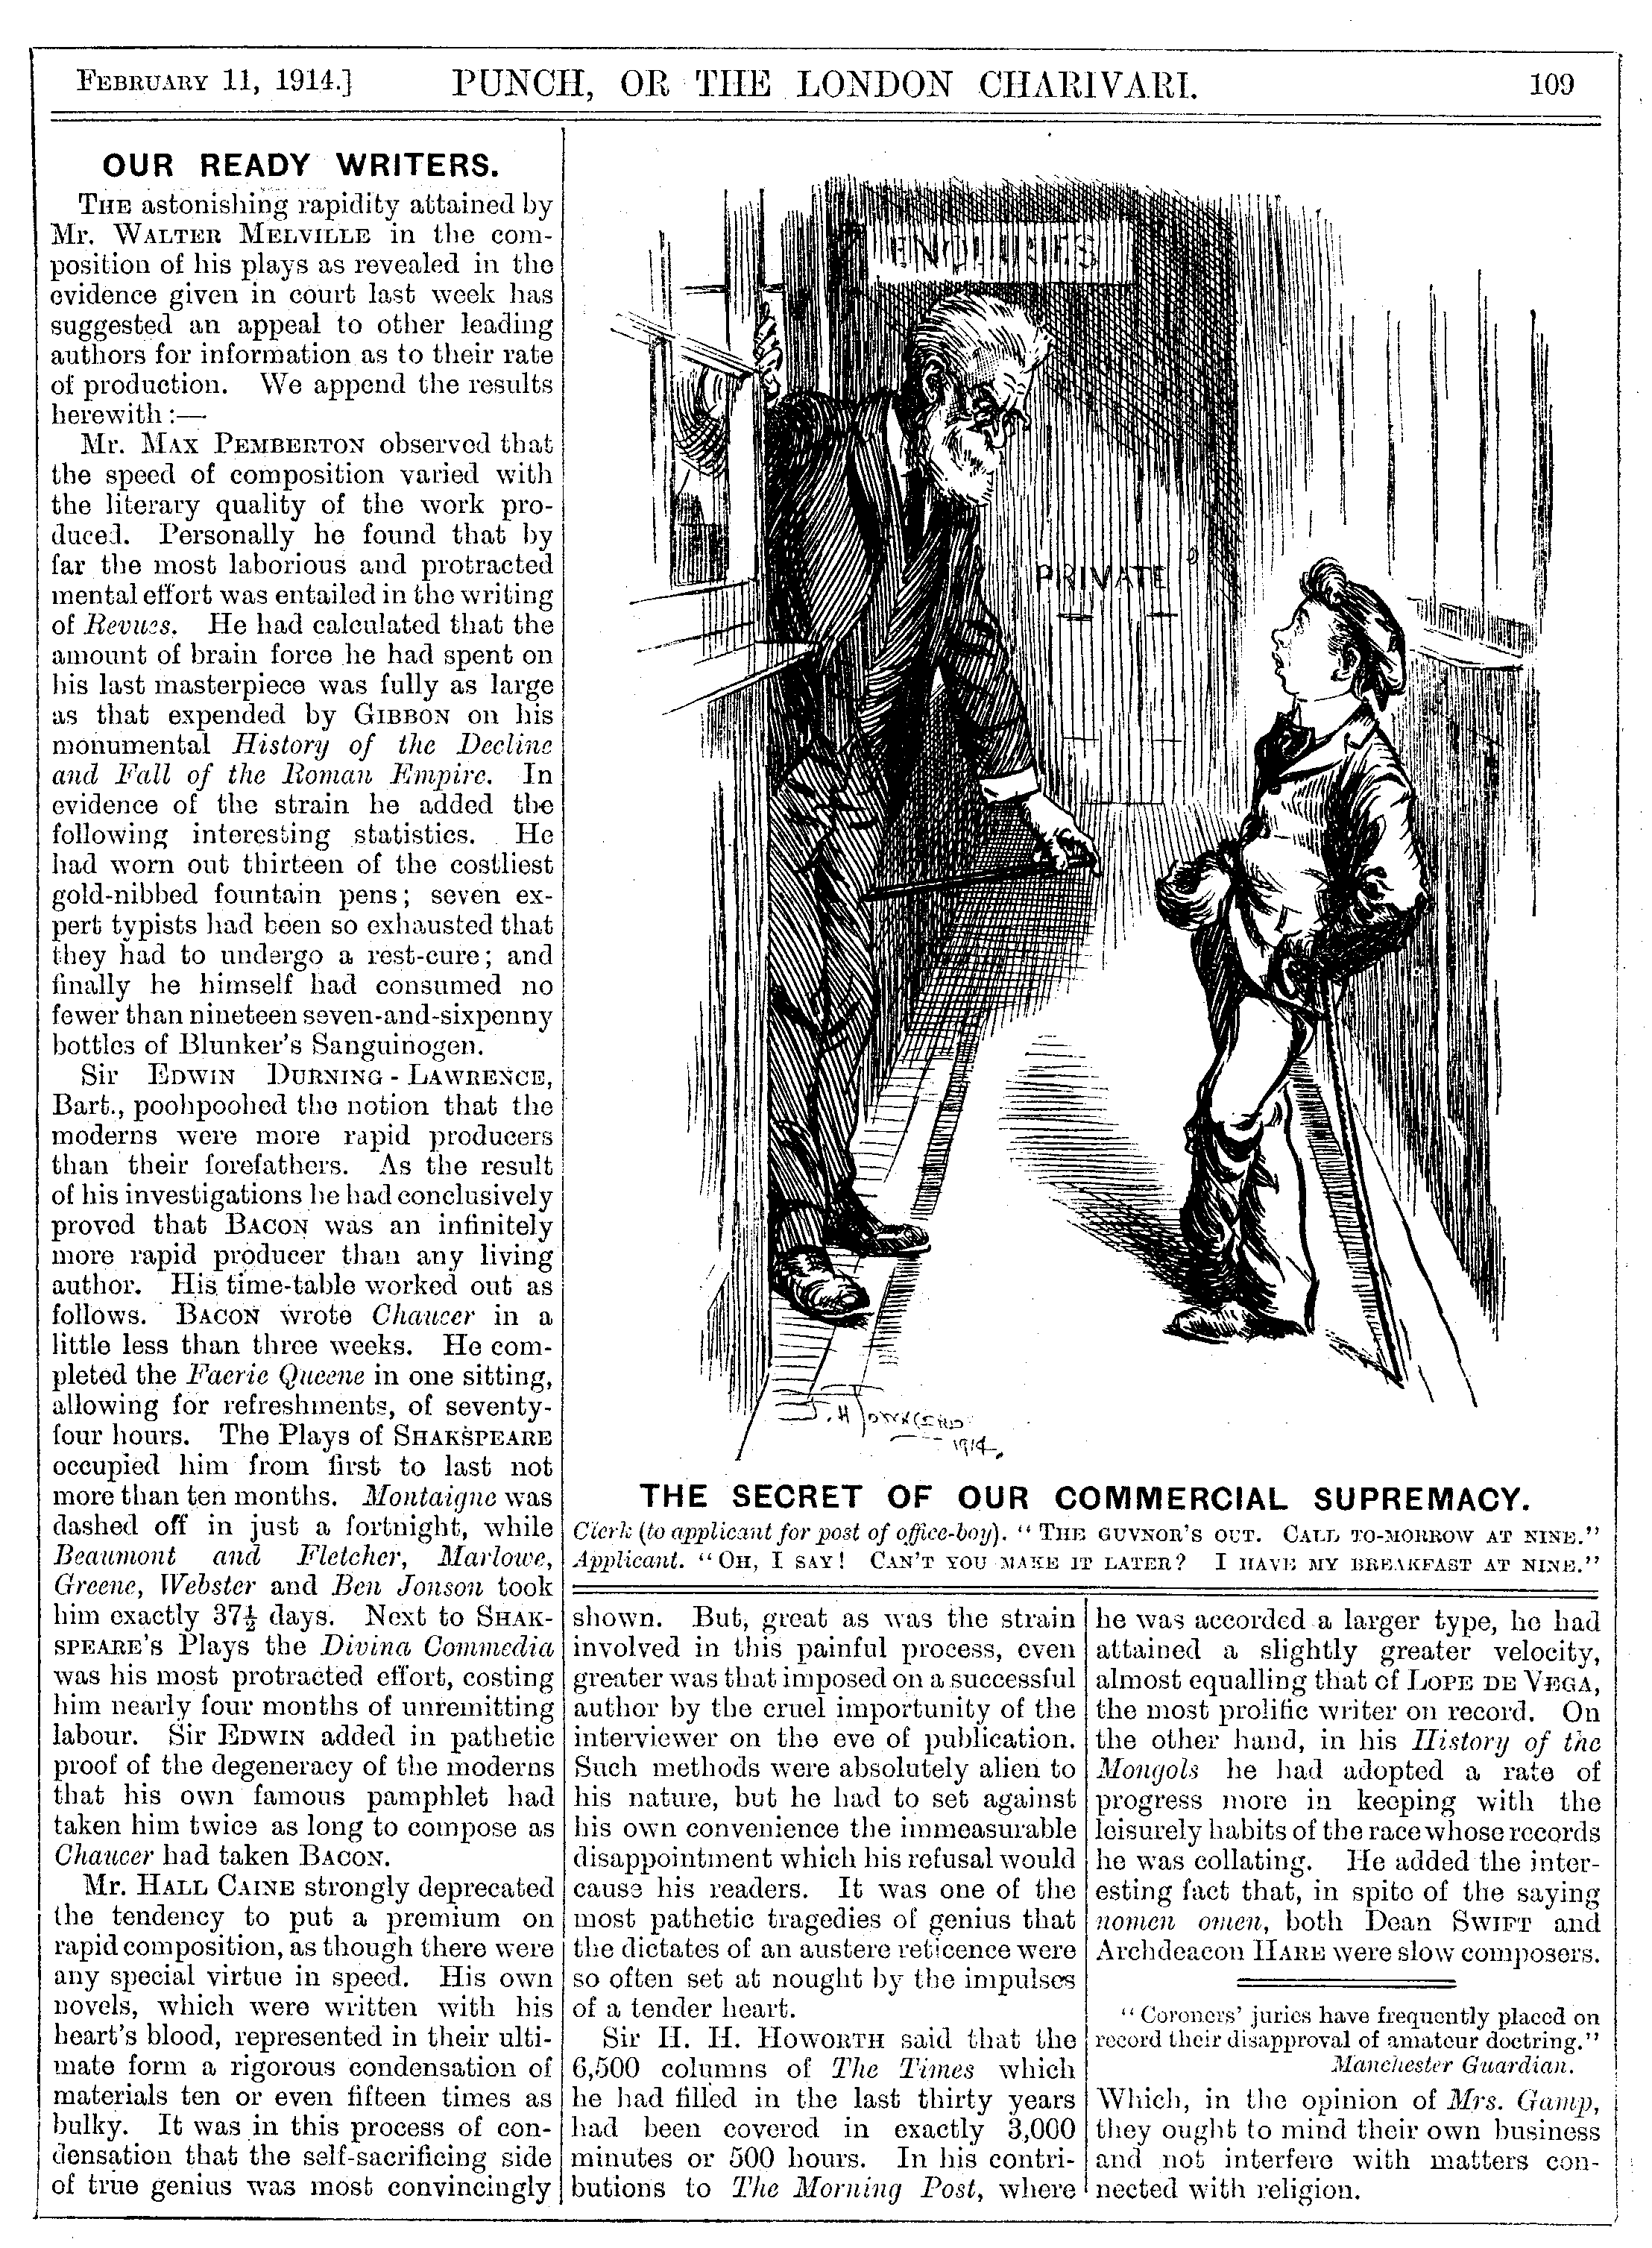 FEBRUARY 11, 1914.] PUNCH, OR THE LONDON CHARIVARI. 109
OUR READY WRITERS.
THE astonishing rapidity attained by
Mr. WALTER MELVILLE in the com-
position of his plays as revealed in the
evidence given in court last week has
suggested an appeal to other leading
authors for information as to their rate
of production. We append the results
herewith:—
Mr. MAX PEMBERTON observed that
the speed of composition varied with
the literary quality of the work pro-
duced. Personally he found that by
far the most laborious and protracted
mental effort was entailed in the writing
of Revues. He had calculated that the
amount of brain force he had spent on
his last masterpiece was fully as large
as that expended by GIBBON on his
monumental History of the Decline
and Fall of the Roman Empire. In
evidence of the strain he added the
following interesting statistics. He
had worn out thirteen of the costliest
gold-nibbed fountain pens; seven ex-
pert typists had been so exhausted that
they had to undergo a rest-cure; and
finally he himself had consumed no
fewer than nineteen seven-and-sixpenny
bottles of Blunker's Sanguinogen.
Sir EDWIN DURNING-LAWRENCE,
Bart., poohpoohed the notion that the
moderns were more rapid producers
than their forefathers. As the result
of his investigations he had conclusively
proved that BACON was an infinitely
more rapid producer than any living
author. His time-table worked out as
follows. BACON wrote Chaucer in a
little less than three weeks. He com-
pleted the Faerie Queene in one sitting,
allowing for refreshments, of seventy-
four hours. The Plays of SHAKSPEARE
occupied him from first to last not
more than ten months. Montaigne was
dashed off in just a fortnight, while
Beaumont and Fletcher, Marlowe,
Greene, Webster and Ben Jonson took
him exactly 37½ days. Next to SHAK-
SPEARE'S Plays the Divina Commedia
was his most protracted effort, costing
him nearly four months of unremitting
labour. Sir EDWIN added in pathetic
proof of the degeneracy of the moderns
that his own famous pamphlet had
taken him twice as long to compose as
Chaucer had taken BACON.
Mr. HALL CAINE strongly deprecated
the tendency to put a premium on
rapid composition, as though there were
any special virtue in speed. His own
novels, which were written with his
heart's blood, represented in their ulti-
mate form a rigorous condensation of
materials ten or even fifteen times as
bulky. It was in this process of con-
densation that the self-sacrificing side
of true genius was most convincingly
ENQUIRIES
PRIVATE
J. H. Dowd
1914.
THE SECRET OF OUR COMMERCIAL SUPREMACY.
Clerk (to applicant for post of office-boy). "THE GUVNOR'S OUT. CALL TO-MORROW AT NINE."
Applicant. "OH, I SAY! CAN'T YOU MAKE IT LATER? I HAVE MY BREAKFAST AT NINE."
shown. But, great as was the strain
involved in this painful process, even
greater was that imposed on a successful
author by the cruel importunity of the
interviewer on the eve of publication.
Such methods were absolutely alien to
his nature, but he had to set against
his own convenience the immeasurable
disappointment which his refusal would
cause his readers. It was one of the
most pathetic tragedies of genius that
the dictates of an austere reticence were
so often set at nought by the impulses
of a tender heart.
Sir H. H. HOWORTH said that the
6,500 columns of The Times which
he had filled in the last thirty years
had been covered in exactly 3,000
minutes or 500 hours. In his contri-
butions to The Morning Post, where
he was accorded a larger type, he had
attained a slightly greater velocity,
almost equalling that of LOPE DE VEGA,
the most prolific writer on record. On
the other hand, in his History of the
Mongols he had adopted a rate of
progress more in keeping with the
leisurely habits of the race whose records
he was collating. He added the inter-
esting fact that, in spite of the saying
nomen omen, both Dean SWIFT and
Archdeacon HARE were slow composers.
"Coroners' juries have frequently placed on
record their disapproval of amateur doctring."
Manchester Guardian.
Which, in the opinion of Mrs. Gamp,
they ought to mind their own business
and not interfere with matters con-
nected with religion.